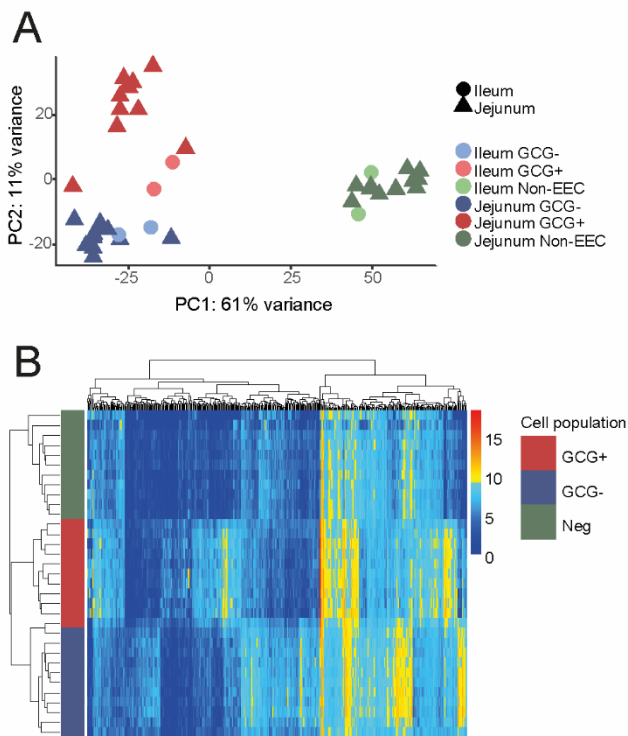 A
PC2: 11% variance
20
0
-20
-25
0
25
50
PC1: 61% variance
Ileum
Jejunum
Ileum GCG-
Ileum GCG+
Ileum Non-EEC
Jejunum GCG-
Jejunum GCG+
Jejunum Non-EEC
B
15
10
5
0
Cell population
GCG+
GCG-
Neg